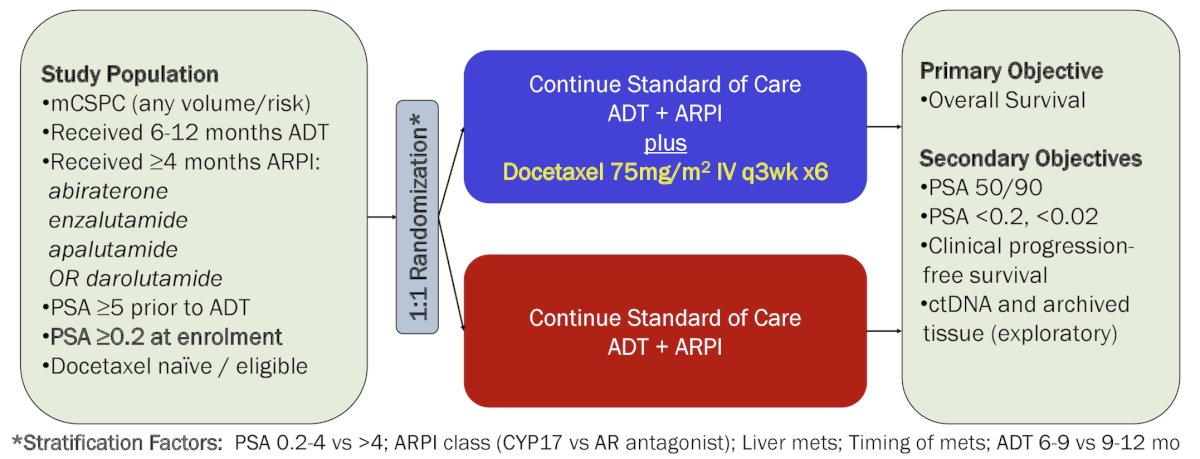 Study Population
•mCSPC (any volume/risk)
•Received 6-12 months ADT
•Received ≥4 months ARPI:
abiraterone
enzalutamide
apalutamide
OR darolutamide
•PSA ≥5 prior to ADT
•PSA ≥0.2 at enrolment
•Docetaxel naïve / eligible
1:1 Randomization*
Continue Standard of Care
ADT + ARPI
plus
Docetaxel 75mg/m² IV q3wk x6
Continue Standard of Care
ADT + ARPI
Primary Objective
•Overall Survival
Secondary Objectives
•PSA 50/90
•PSA <0.2, <0.02
•Clinical progression-
free survival
•ctDNA and archived
tissue (exploratory)
*Stratification Factors: PSA 0.2-4 vs >4; ARPI class (CYP17 vs AR antagonist); Liver mets; Timing of mets; ADT 6-9 vs 9-12 mo